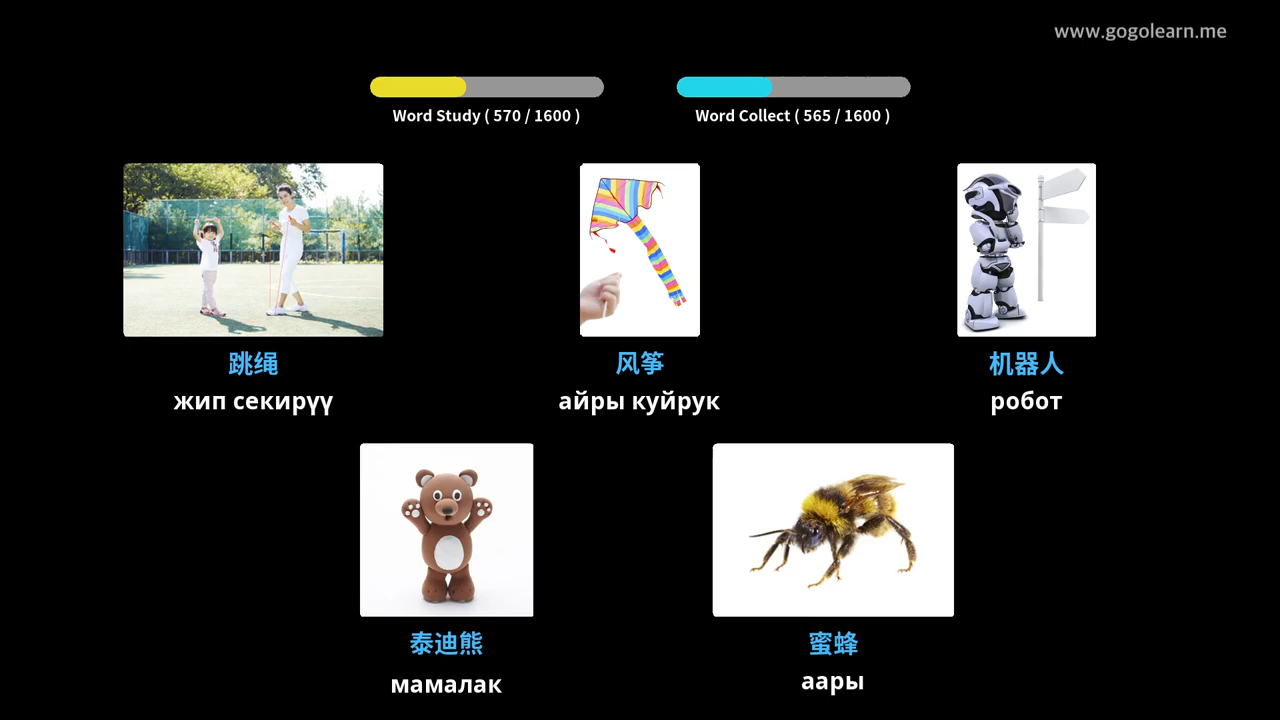 www.gogolearn.me
Word Study ( 570 / 1600 )
Word Collect ( 565 / 1600 )
跳绳
жип секирүү
风筝
айры куйрук
机器人
робот
泰迪熊
мамалак
蜜蜂
аары